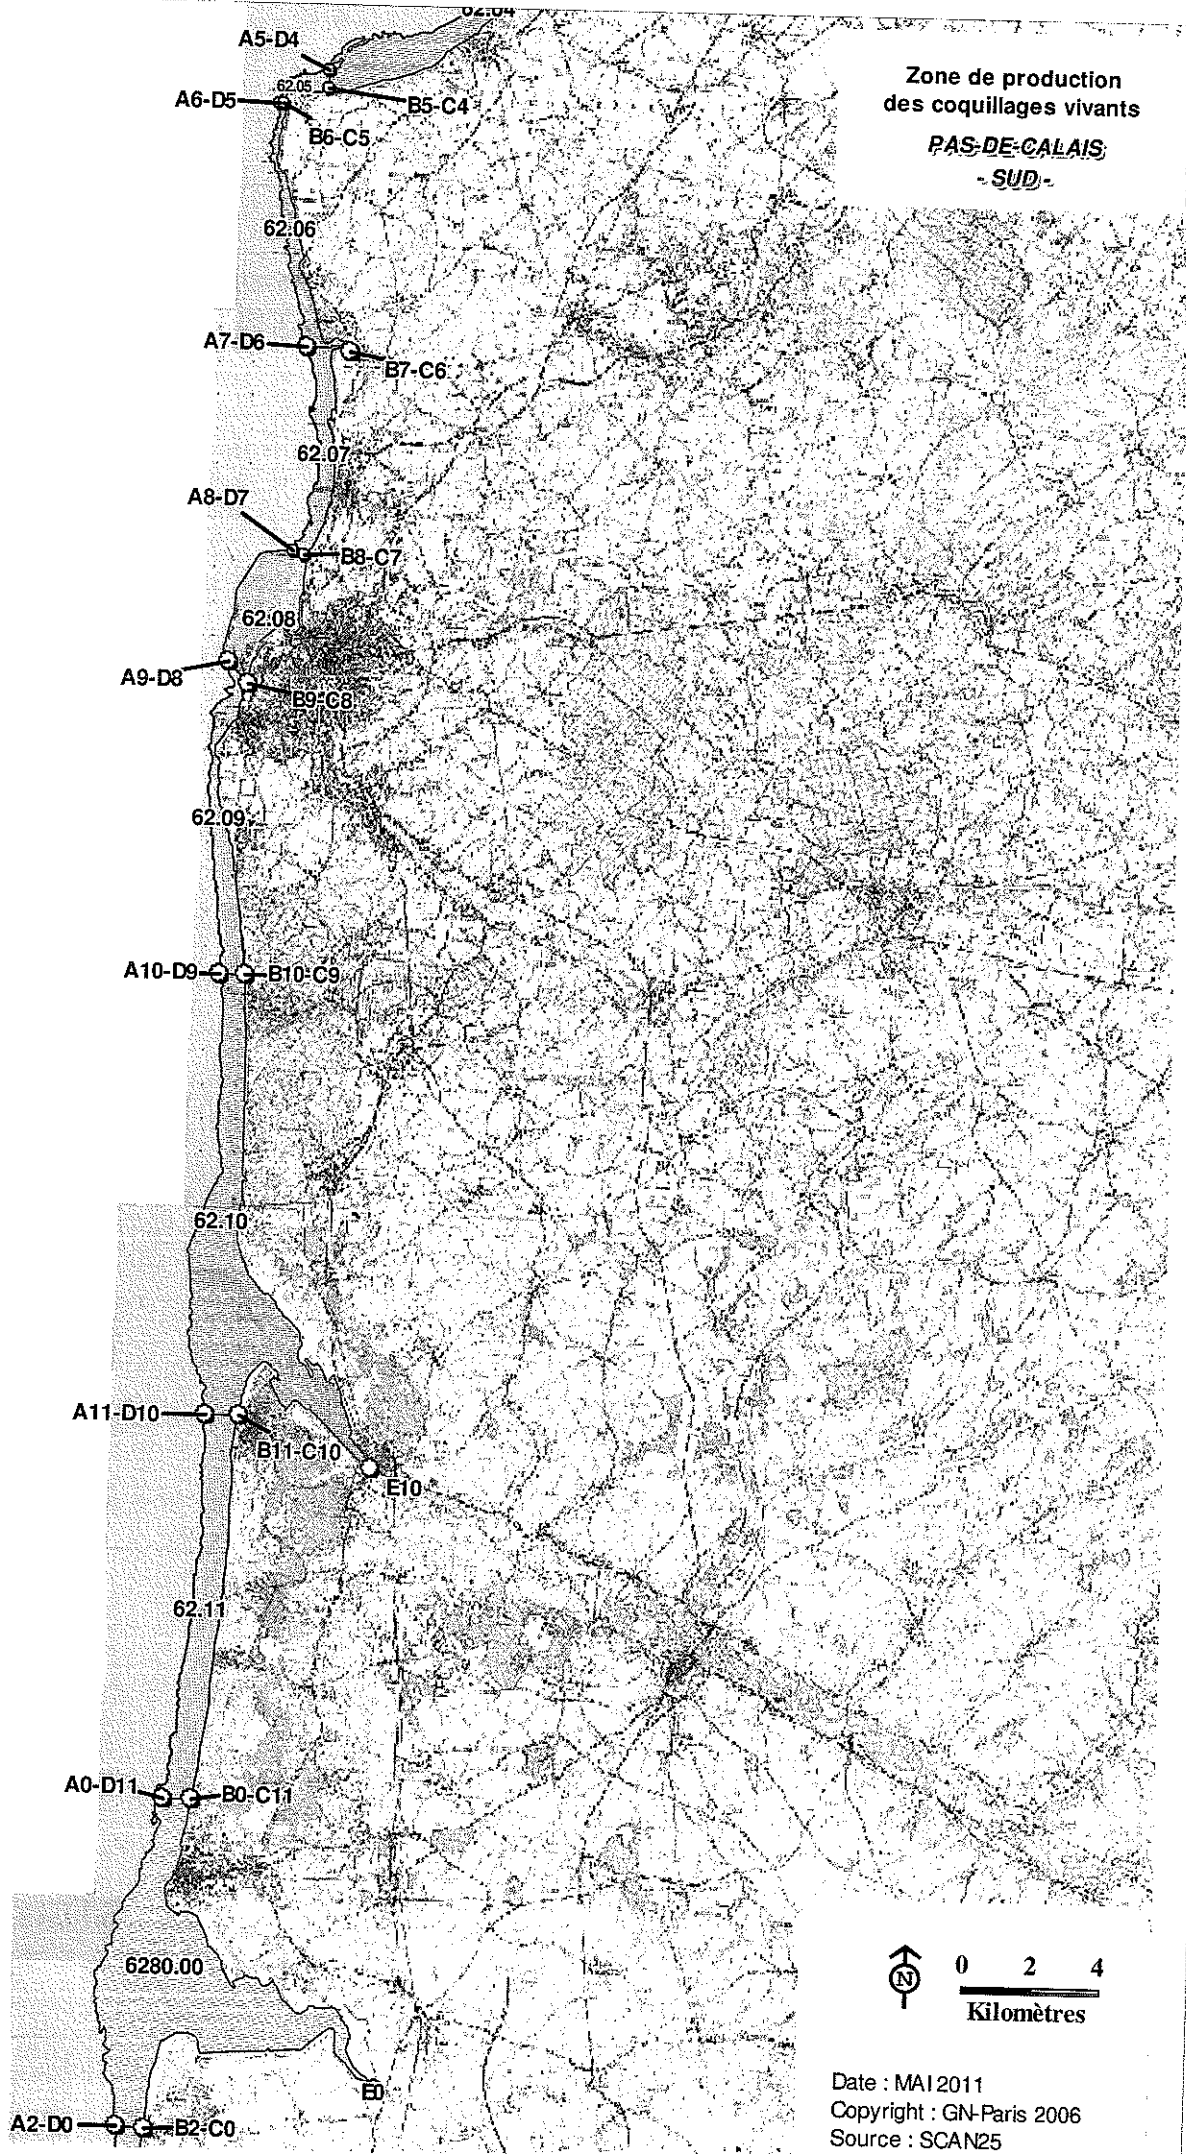 62.04
A5-D4
Zone de production
des coquillages vivants
PAS-DE-CALAIS
- SUD -
62.05
A6-D5
B5-C4
B6-C5
62.06
A7-D6
B7-C6
62.07
A8-D7
B8-C7
62.08
A9-D8
B9-C8
62.09
A10-D9
B10-C9
62.10
A11-D10
B11-C10
E10
62.11
A0-D11
B0-C11
6280.00
N
0 2 4
Kilomètres
E0
A2-D0
B2-C0
Date : MAI 2011
Copyright : GN-Paris 2006
Source : SCAN25